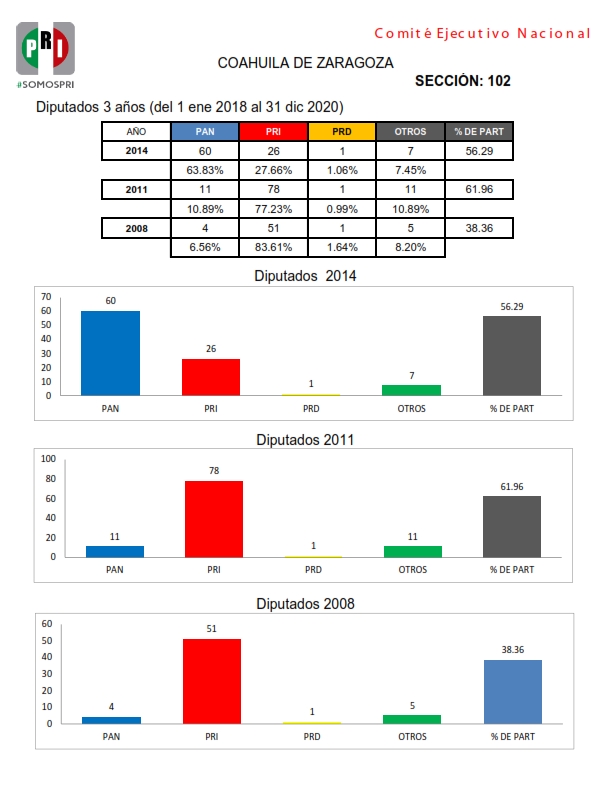 PRI
#SOMOSPRI
Comité Ejecutivo Nacional
COAHUILA DE ZARAGOZA
SECCIÓN: 102
Diputados 3 años (del 1 ene 2018 al 31 dic 2020)
AÑO PAN PRI PRD OTROS % DE PART
2014 60 26 1 7 56.29
63.83% 27.66% 1.06% 7.45%
2011 11 78 1 11 61.96
10.89% 77.23% 0.99% 10.89%
2008 4 51 1 5 38.36
6.56% 83.61% 1.64% 8.20%
Diputados 2014
70
60
50
40
30
20
10
0
60 26 1 7 56.29
PAN PRI PRD OTROS % DE PART
Diputados 2011
100
80
60
40
20
0
11 78 1 11 61.96
PAN PRI PRD OTROS % DE PART
Diputados 2008
60
50
40
30
20
10
0
4 51 1 5 38.36
PAN PRI PRD OTROS % DE PART